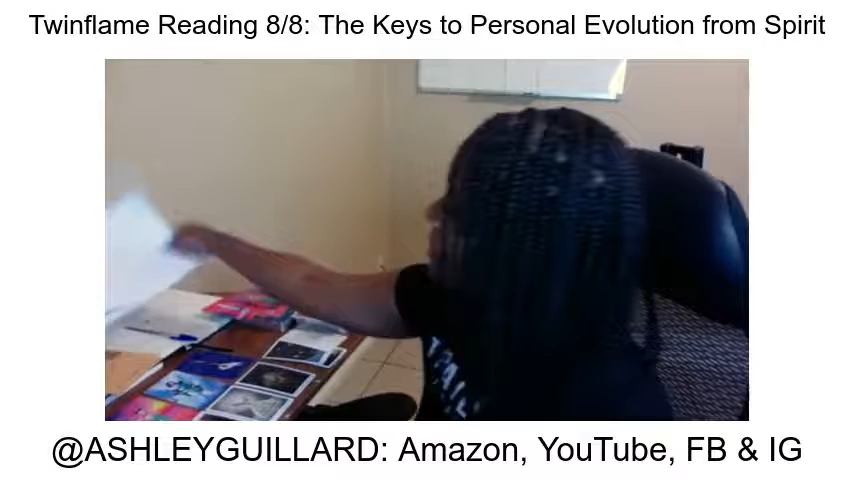 Twinflame Reading 8/8: The Keys to Personal Evolution from Spirit
@ASHLEYGUILLARD: Amazon, YouTube, FB & IG